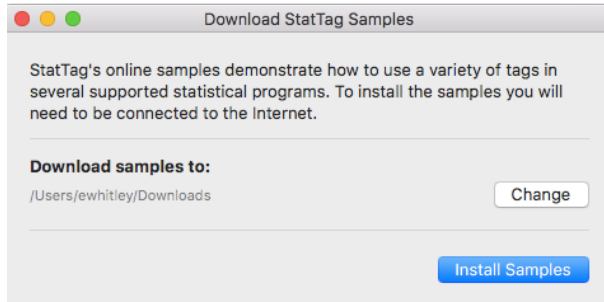 Download StatTag Samples
StatTag's online samples demonstrate how to use a variety of tags in
several supported statistical programs. To install the samples you will
need to be connected to the Internet.
Download samples to:
/Users/ewhitley/Downloads
Change
Install Samples